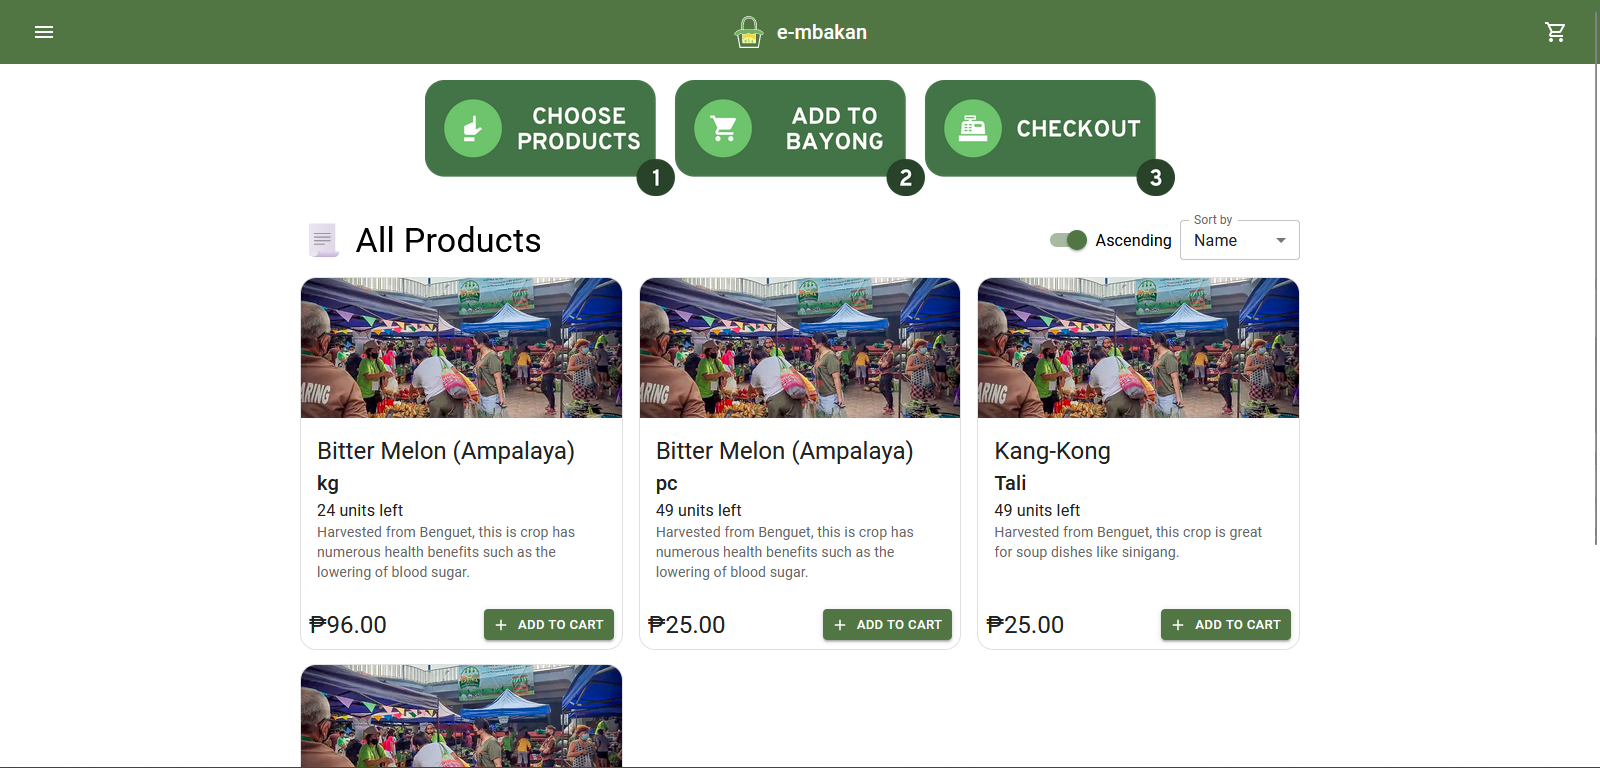 e-mbakan
CHOOSE
PRODUCTS
1
ADD TO
BAYONG
2
CHECKOUT
3
All Products
Ascending
Sort by
Name
ARING
ARING
ARING
Bitter Melon (Ampalaya)
kg
24 units left
Harvested from Benguet, this is crop has
numerous health benefits such as the
lowering of blood sugar.
₱96.00
+ ADD TO CART
Bitter Melon (Ampalaya)
pc
49 units left
Harvested from Benguet, this is crop has
numerous health benefits such as the
lowering of blood sugar.
₱25.00
+ ADD TO CART
Kang-Kong
Tali
49 units left
Harvested from Benguet, this crop is great
for soup dishes like sinigang.
₱25.00
+ ADD TO CART